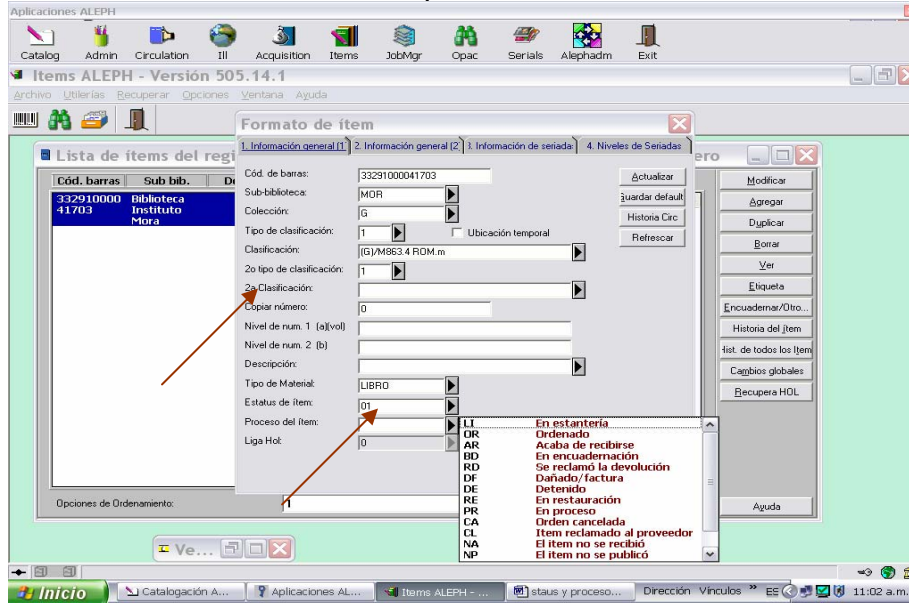 Aplicaciones ALEPH
Catalog Admin Circulation Ill Acquisition Items JobMgr Opac Serials Alephadm Exit
Items ALEPH - Versión 505.14.1
Archivo Utilerías Recuperar Opciones Ventana Ayuda
Formato de ítem
Lista de ítems del regi
ero
1. Información general (1) 2. Información general (2) 3. Información de seriada: 4. Niveles de Seriadas
Cód. barras Sub bib. De
332910000 Biblioteca
41703 Instituto
Mora
Cód. de barras: 33291000041703
Sub-biblioteca: MOR
Colección: G
Tipo de clasificación: 1 Ubicación temporal
Clasificación: (G)/M863.4 ROM.m
2o tipo de clasificación: 1
2a Clasificación:
Copiar número: 0
Nivel de num. 1 (a)(vol)
Nivel de num. 2 (b)
Descripción:
Tipo de Material: LIBRO
Estatus de ítem: 01
Proceso del ítem:
Liga Hol: 0
Actualizar
guardar default
Historia Circ
Refrescar
Modificar
Agregar
Duplicar
Borrar
Ver
Etiqueta
Encuadernar/Otro...
Historia del ítem
Hist. de todos los Item
Cambios globales
Recupera HOL
Ayuda
LI En estantería
OR Ordenado
AR Acaba de recibirse
BD En encuadernación
RD Se reclamó la devolución
DF Dañado/factura
DE Detenido
RE En restauración
PR En proceso
CA Orden cancelada
CL Item reclamado al proveedor
NA El item no se recibió
NP El item no se publicó
Opciones de Ordenamiento: 1
Ve...
Inicio Catalogación A... Aplicaciones AL... Items ALEPH - ... staus y proceso... Dirección Vínculos » EE 11:02 a.m.